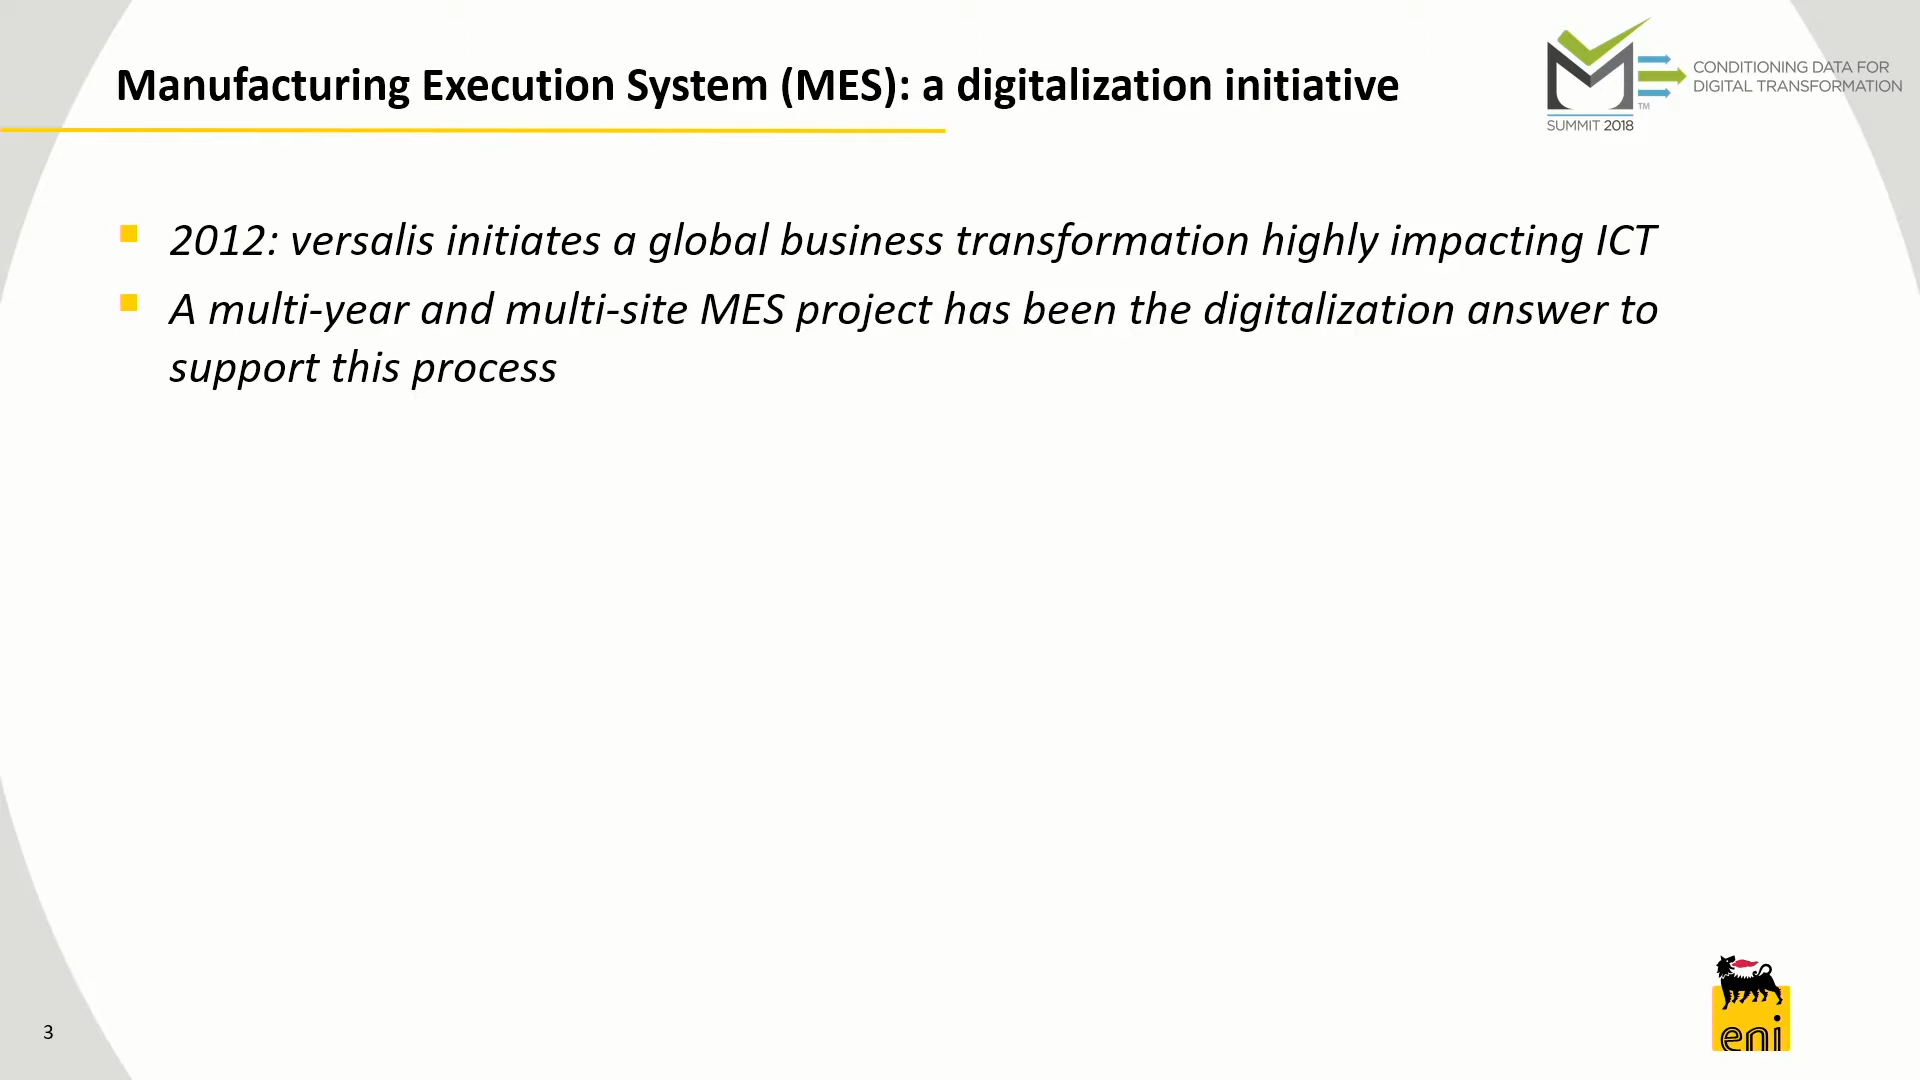 Manufacturing Execution System (MES): a digitalization initiative
CONDITIONING DATA FOR
DIGITAL TRANSFORMATION
TM
SUMMIT 2018
2012: versalis initiates a global business transformation highly impacting ICT
A multi-year and multi-site MES project has been the digitalization answer to
support this process
3
eni